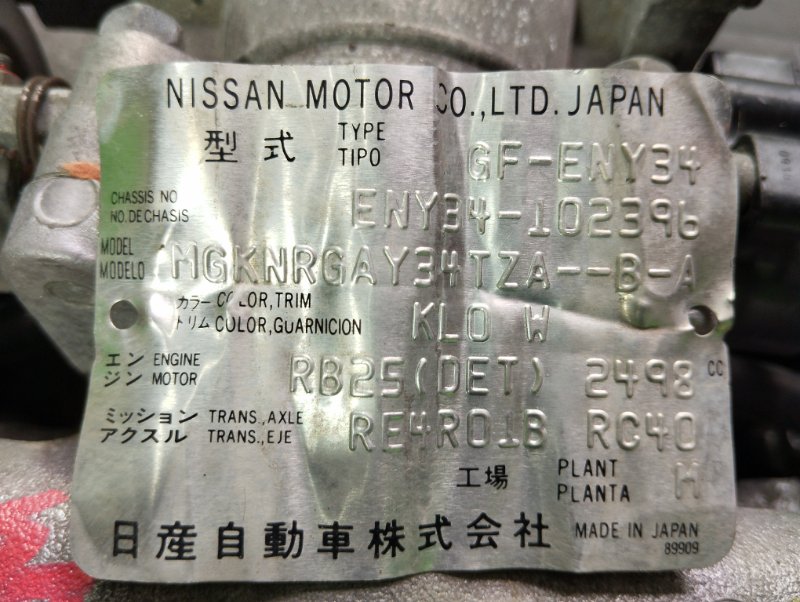 NISSAN MOTOR CO.,LTD. JAPAN
型式 TYPE TIPO GF-ENY34
CHASSIS NO
NO. DE CHASIS ENY34-102396
MODEL
MODELO MGKNRGAY34TZA--B-A
カラー COLOR,TRIM
トリム COLOR,GUARNICION KL0 W
エン ENGINE
ジン MOTOR RB25(DET) 2498 CC
ミッション TRANS.,AXLE
アクスル TRANS.,EJE RE4R01B RC40
工場 PLANT
PLANTA M
日産自動車株式会社 MADE IN JAPAN
89909